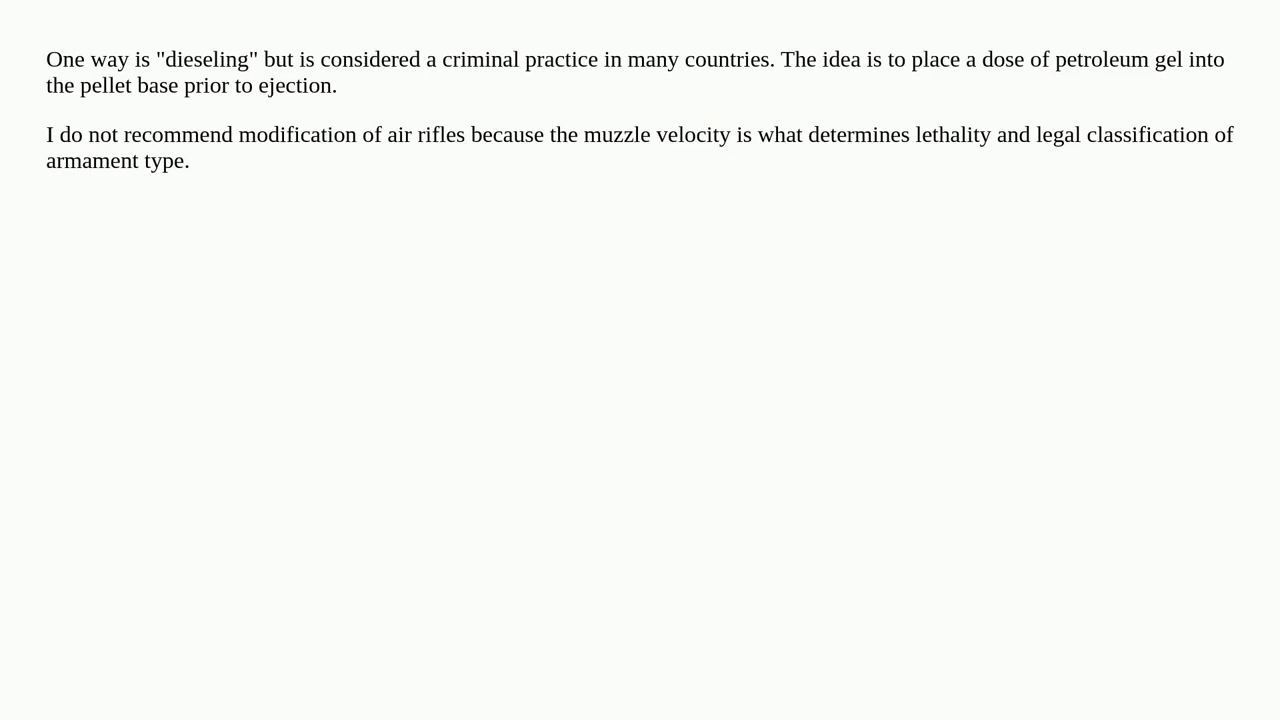 One way is "dieseling" but is considered a criminal practice in many countries. The idea is to place a dose of petroleum gel into
the pellet base prior to ejection.
I do not recommend modification of air rifles because the muzzle velocity is what determines lethality and legal classification of
armament type.